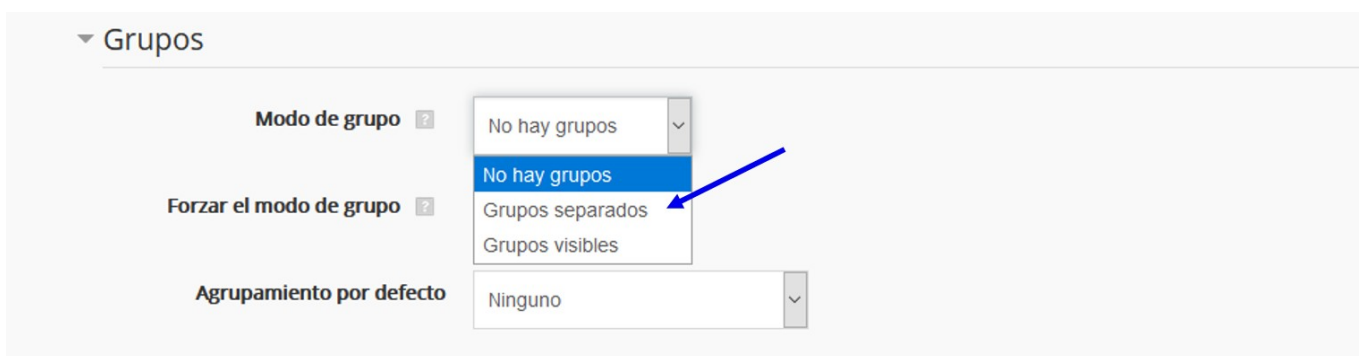 Grupos
Modo de grupo ?
No hay grupos
No hay grupos
Forzar el modo de grupo ?
Grupos separados
Grupos visibles
Agrupamiento por defecto
Ninguno